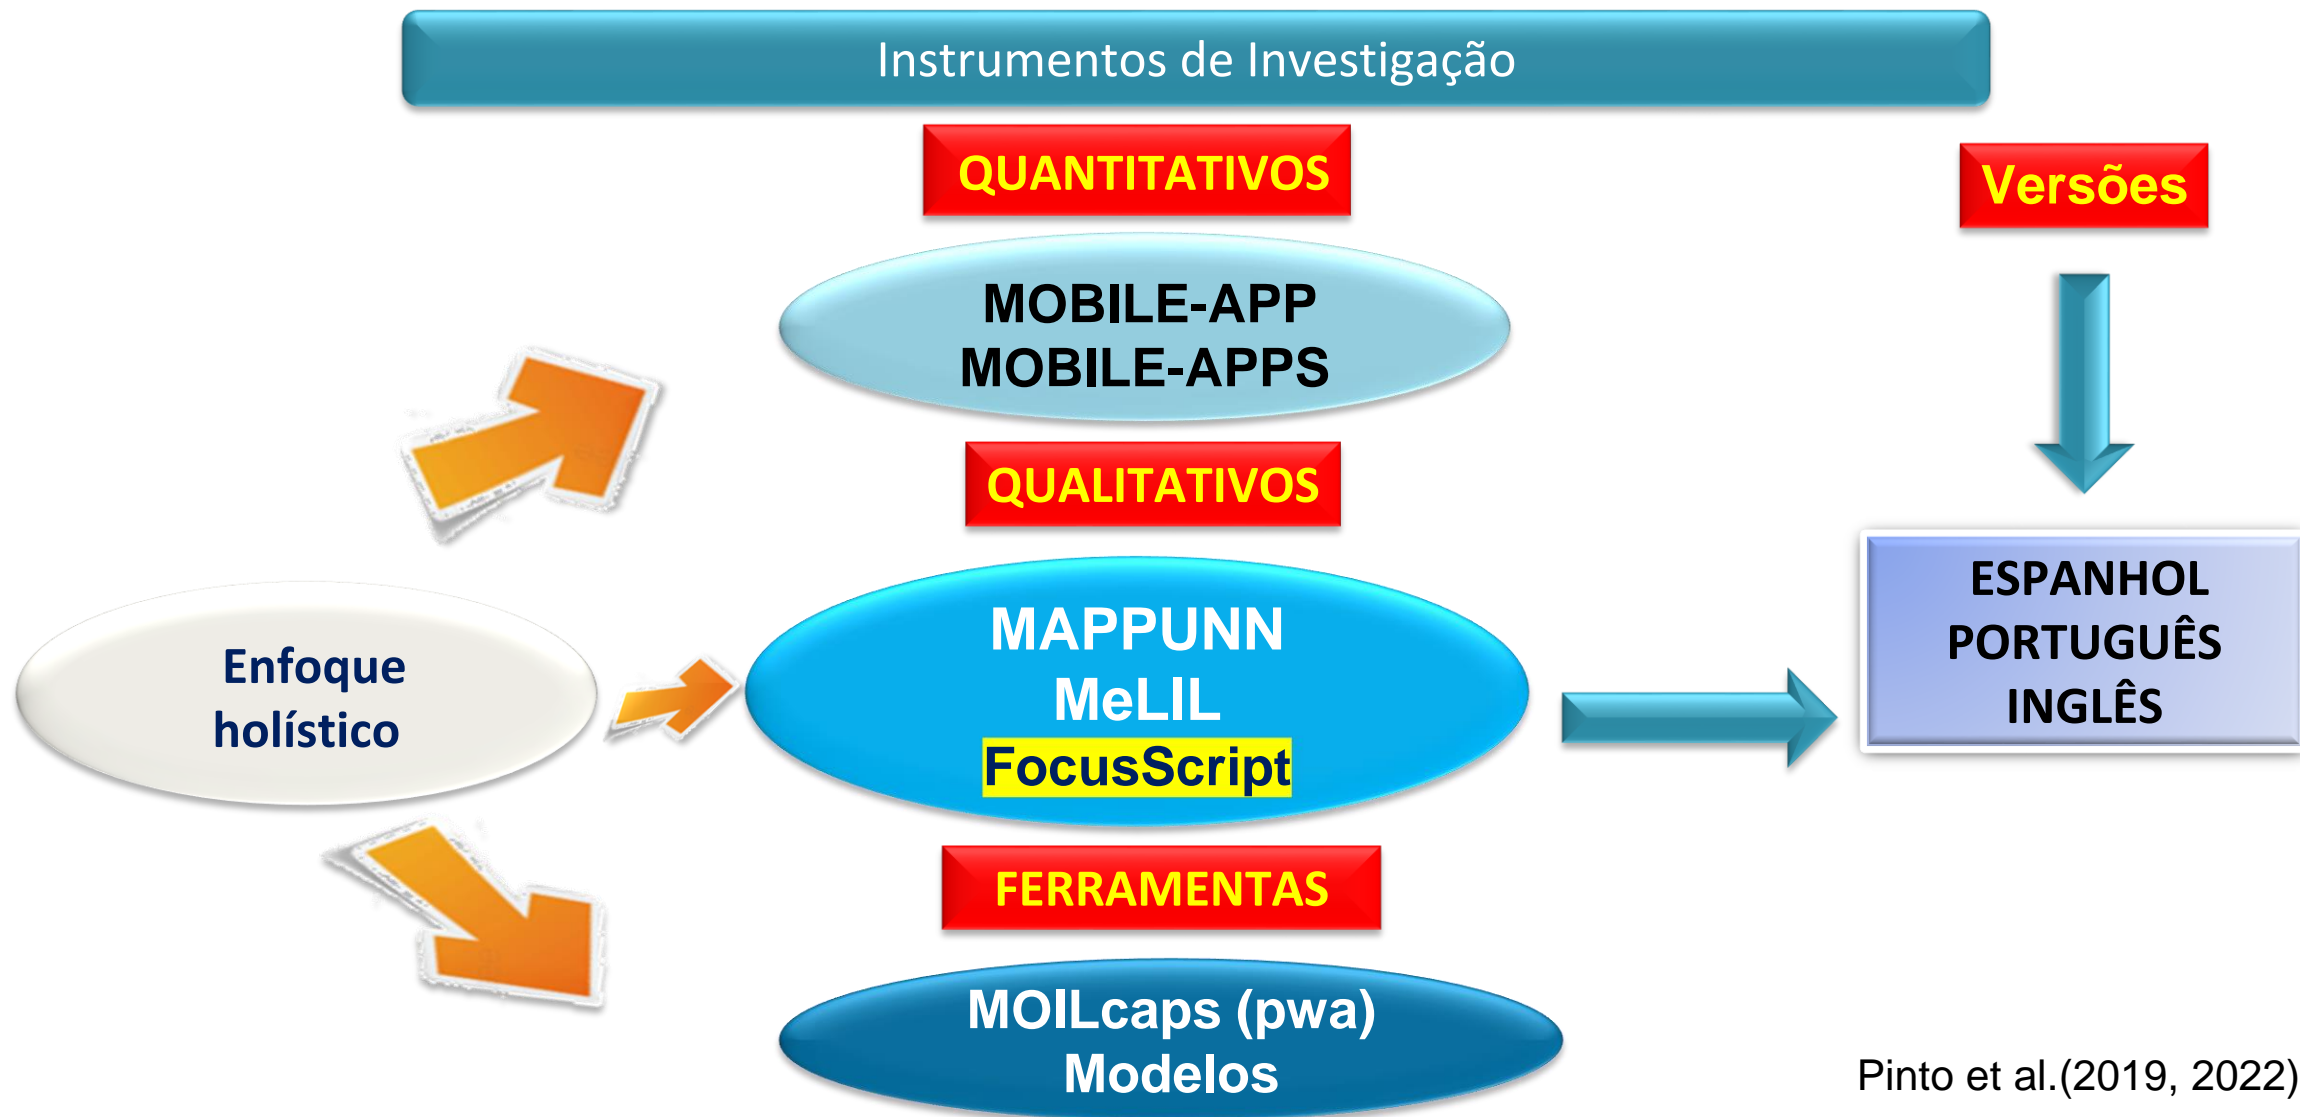 Instrumentos de Investigação
QUANTITATIVOS
Versões
MOBILE-APP
MOBILE-APPS
QUALITATIVOS
Enfoque
holístico
MAPPUNN
MeLIL
FocusScript
ESPANHOL
PORTUGUÊS
INGLÊS
FERRAMENTAS
MOILcaps (pwa)
Modelos
Pinto et al.(2019, 2022)